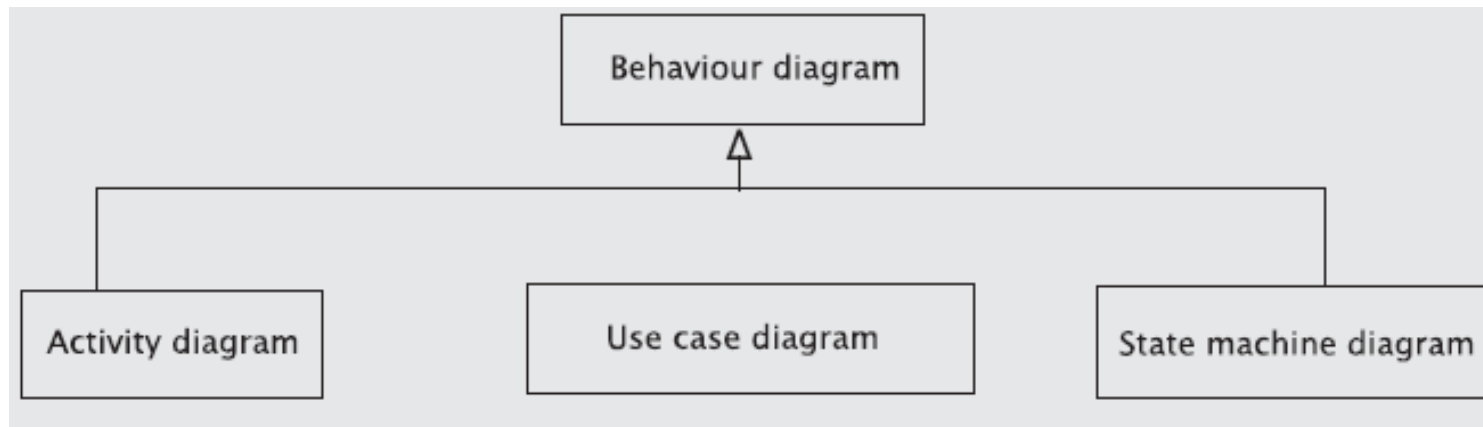 Behaviour diagram
Activity diagram
Use case diagram
State machine diagram